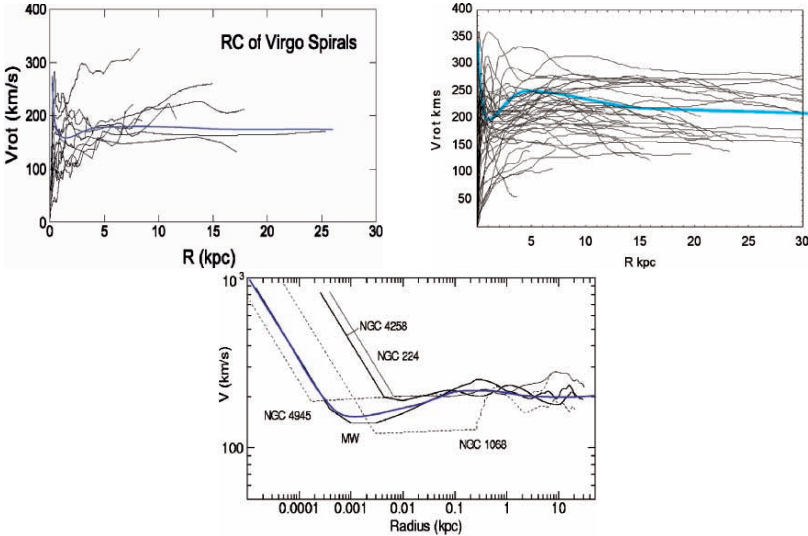 400
RC of Virgo Spirals
300
200
100
0
Vrot (km/s)
0 5 10 15 20 25 30
R (kpc)
400
350
300
250
200
150
100
50
Vrot kms
5 10 15 20 25 30
R kpc
10³
100
V (km/s)
NGC 4258
NGC 224
NGC 4945
MW
NGC 1068
0.0001 0.001 0.01 0.1 1 10
Radius (kpc)